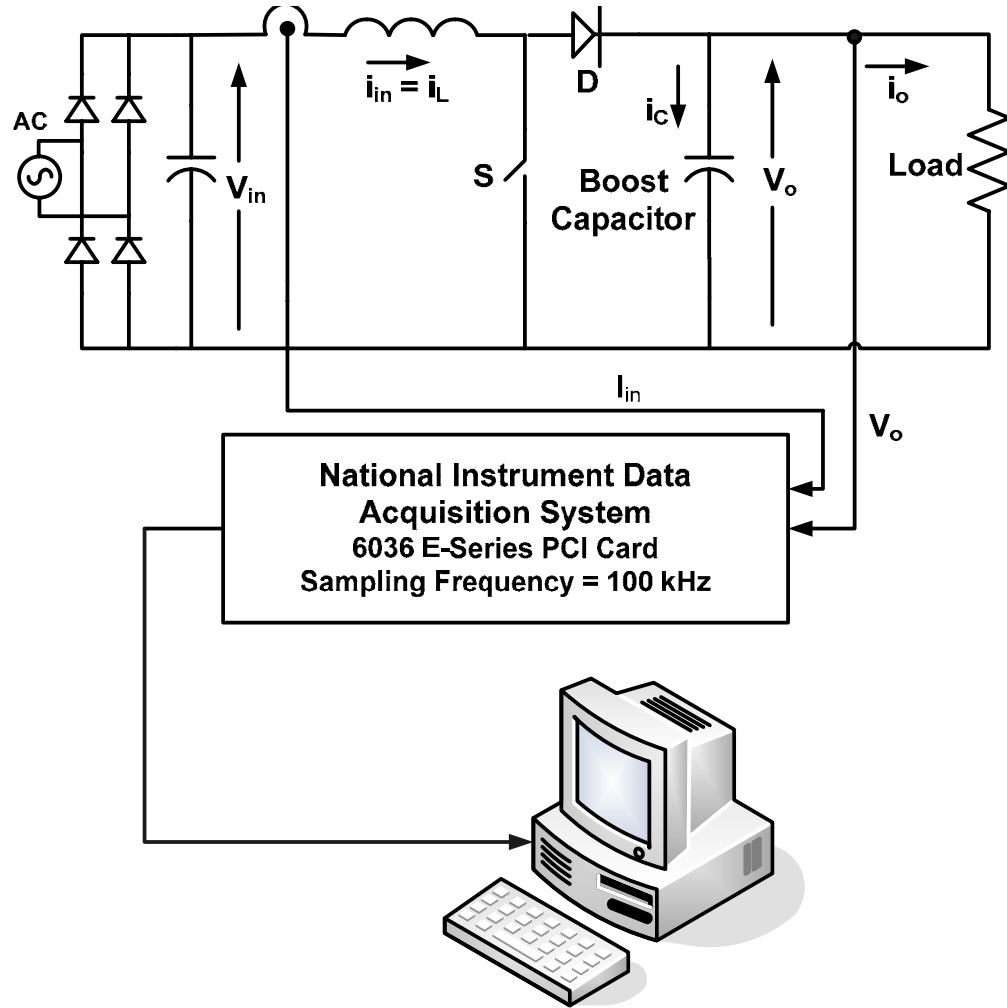 AC
V_in
i_in = i_L
S
D
i_C
Boost
Capacitor
V_o
i_o
Load
I_in
V_o
National Instrument Data
Acquisition System
6036 E-Series PCI Card
Sampling Frequency = 100 kHz